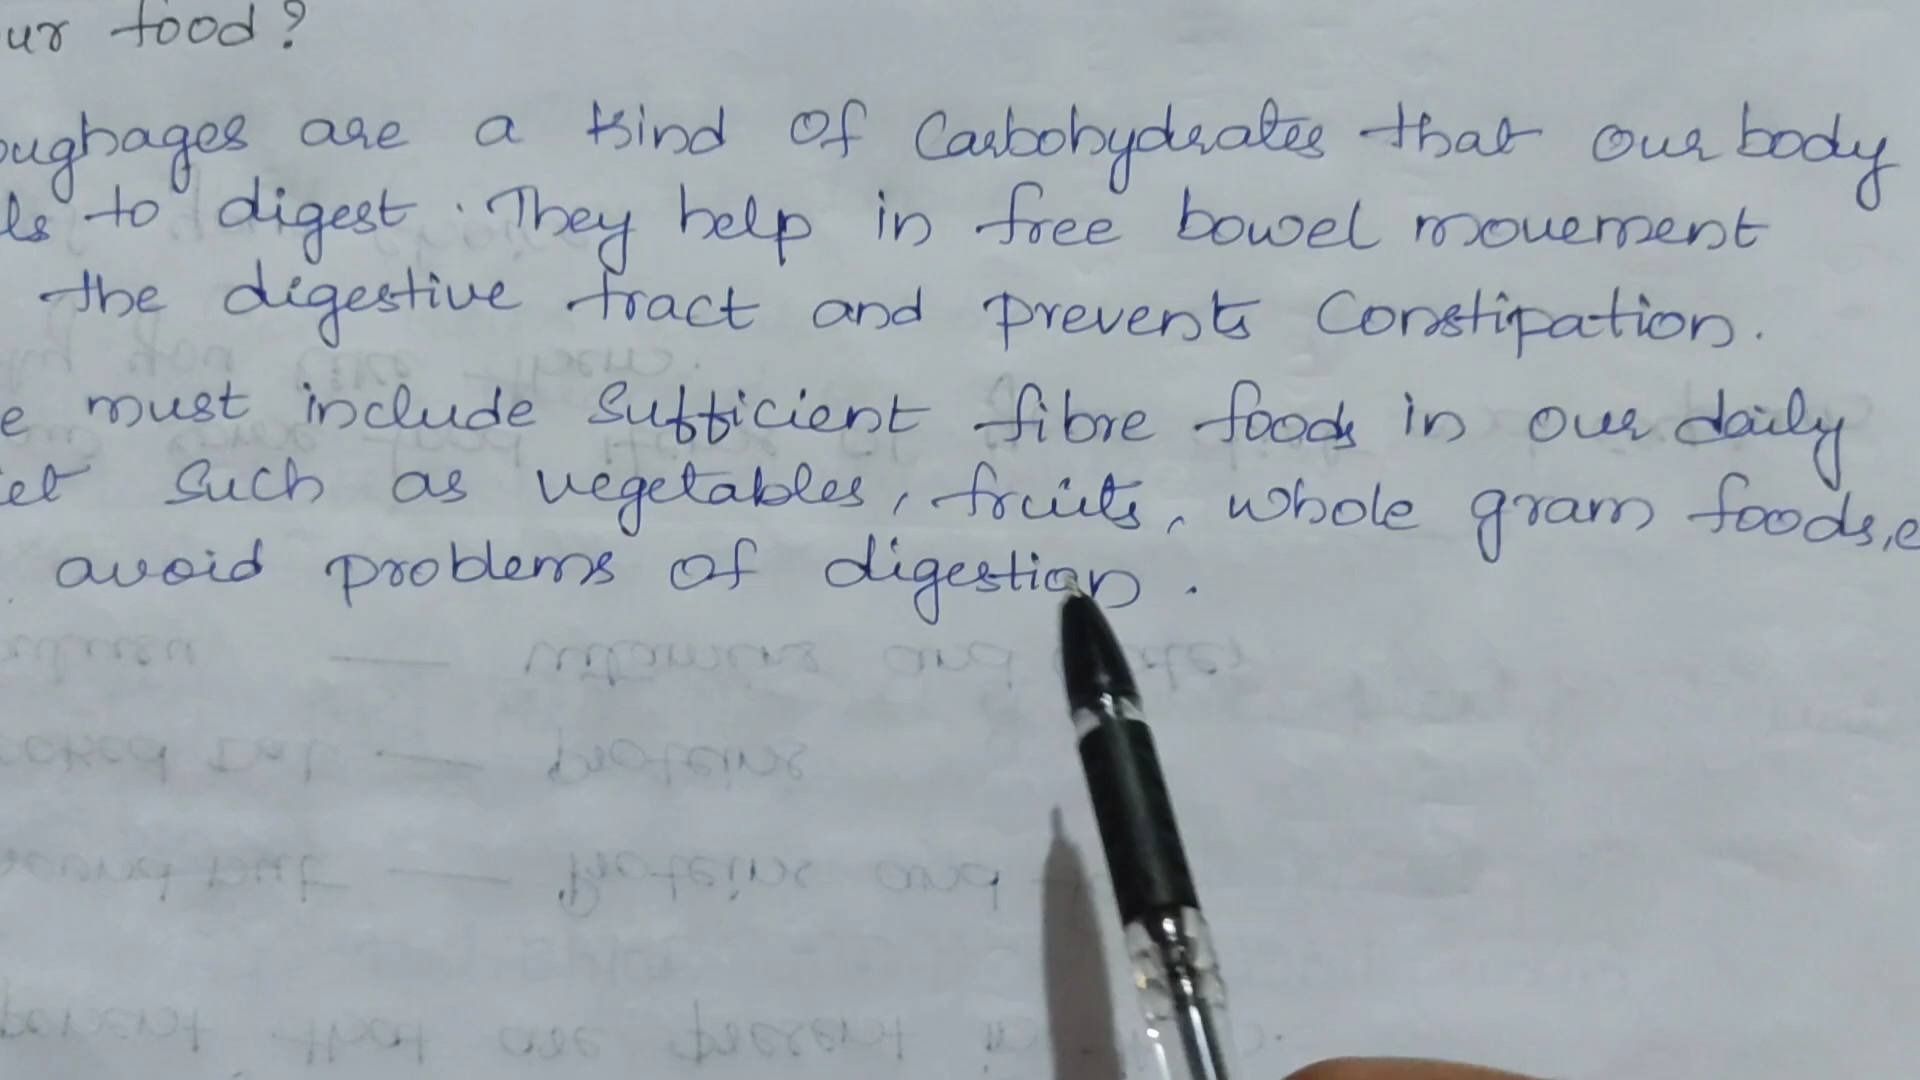 ur food?
oughages are a kind of Carbohydrates that our body
ls to digest. They help in free bowel movement
the digestive tract and prevents Constipation.
e must include sufficient fibre foods in our daily
et such as vegetables, fruits, whole gram foods, e
avoid problems of digestion.